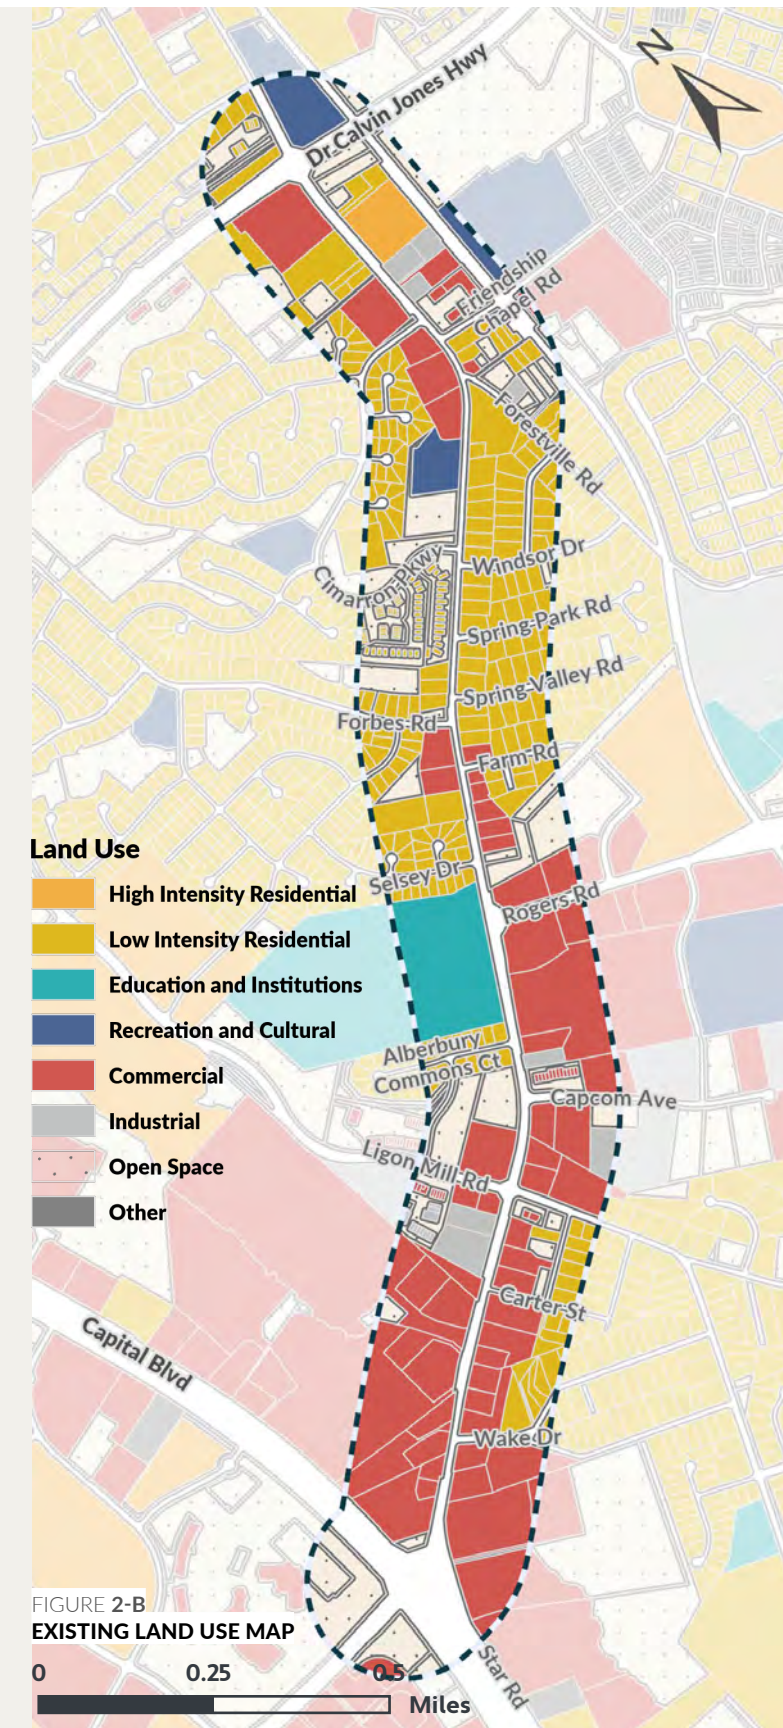 N
Dr Calvin Jones Hwy
Friendship
Chapel Rd
Forestville Rd
Windsor Dr
Cimarron Pkwy
Spring Park Rd
Spring Valley Rd
Forbes Rd
Farm Rd
Land Use
High Intensity Residential
Low Intensity Residential
Education and Institutions
Recreation and Cultural
Commercial
Industrial
Open Space
Other
Selsey Dr
Rogers Rd
Alberbury
Commons Ct
Capcom Ave
Ligon Mill Rd
Carter St
Capital Blvd
Wake Dr
Star Rd
FIGURE 2-B
EXISTING LAND USE MAP
0 0.25 0.5
Miles